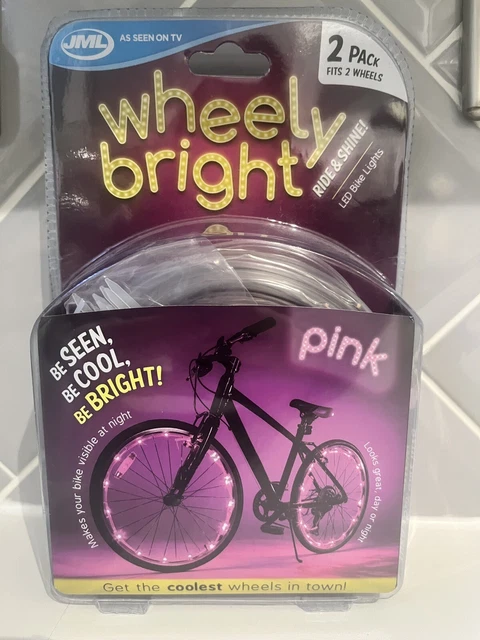 JML
AS SEEN ON TV
2 PACK
FITS 2 WHEELS
wheely
bright
RIDE & SHINE!
LED Bike Lights
BE SEEN,
BE COOL,
BE BRIGHT!
pink
Makes your bike visible at night
Looks great, day or night
Get the coolest wheels in town!